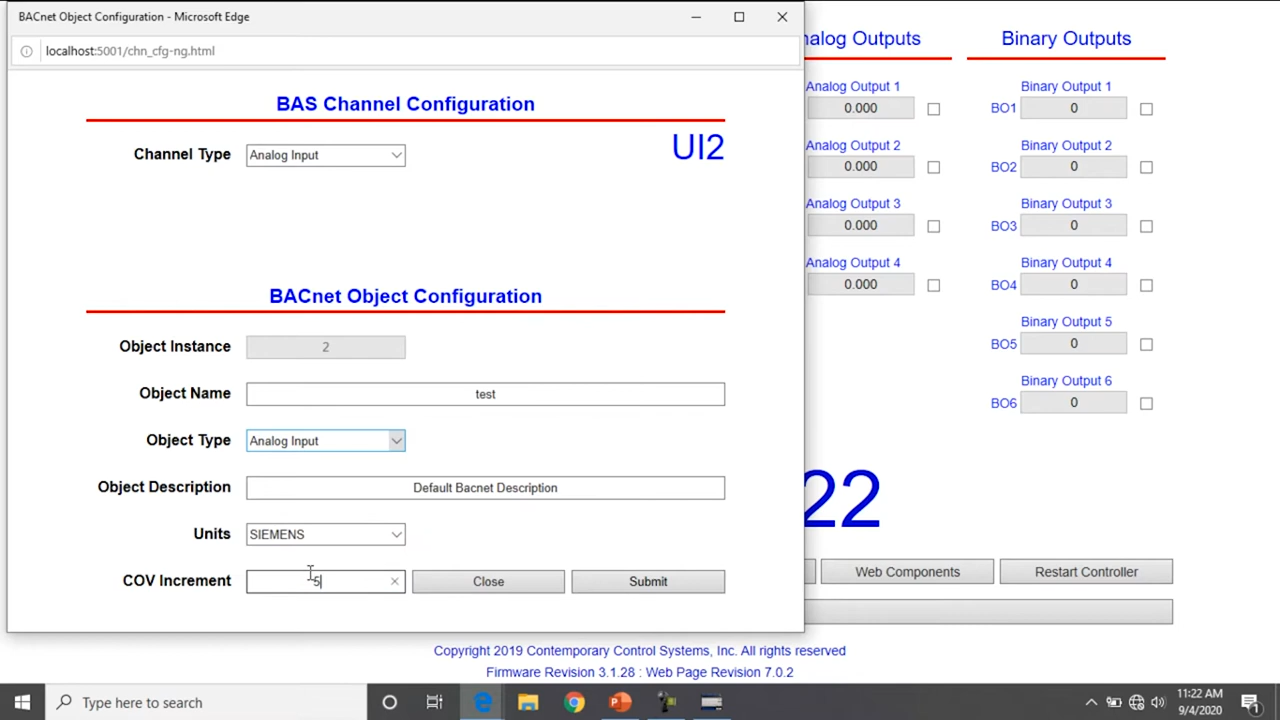 BACnet Object Configuration - Microsoft Edge
localhost:5001/chn_cfg-ng.html
BAS Channel Configuration
UI2
Channel Type Analog Input
BACnet Object Configuration
Object Instance 2
Object Name test
Object Type Analog Input
Object Description Default Bacnet Description
Units SIEMENS
COV Increment 5 Close Submit
nalog Outputs
Analog Output 1
0.000
Analog Output 2
0.000
Analog Output 3
0.000
Analog Output 4
0.000
Binary Outputs
Binary Output 1
BO1 0
Binary Output 2
BO2 0
Binary Output 3
BO3 0
Binary Output 4
BO4 0
Binary Output 5
BO5 0
Binary Output 6
BO6 0
22
Web Components Restart Controller
Copyright 2019 Contemporary Control Systems, Inc. All rights reserved
Firmware Revision 3.1.28 : Web Page Revision 7.0.2
Type here to search
11:22 AM
9/4/2020
1